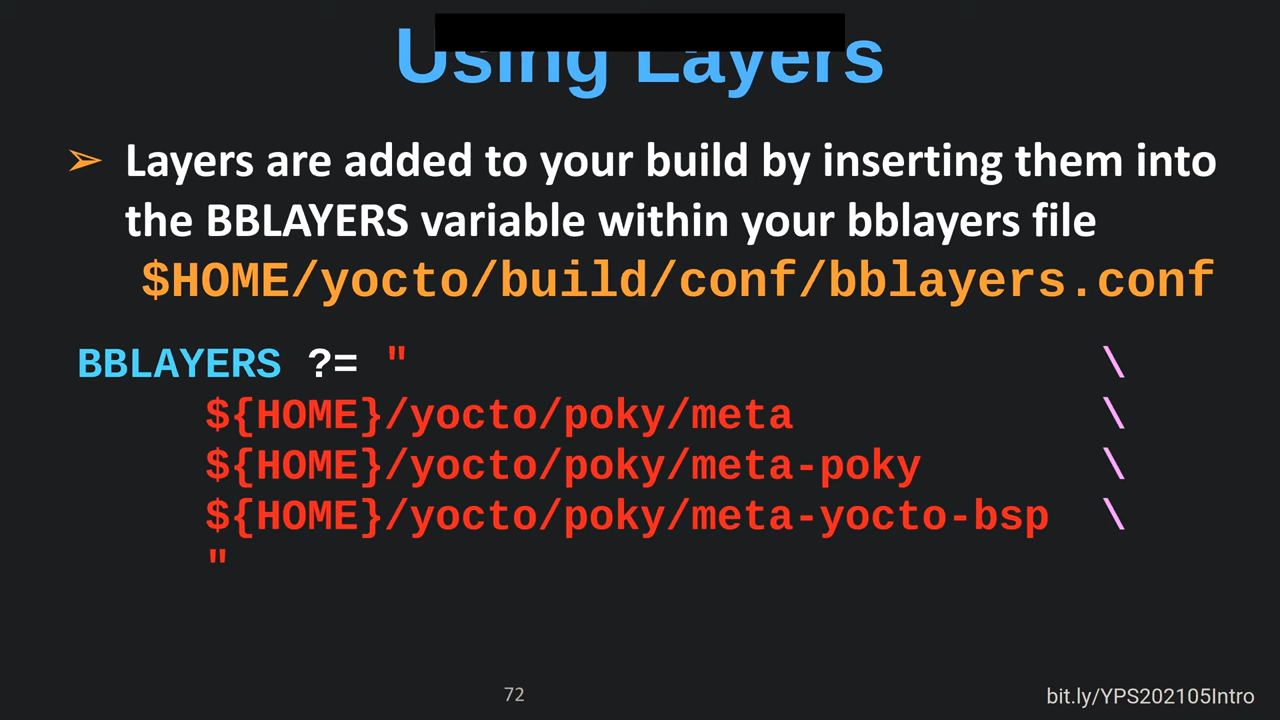 Using Layers
➢ Layers are added to your build by inserting them into
the BBLAYERS variable within your bblayers file
$HOME/yocto/build/conf/bblayers.conf
BBLAYERS ?= " \
${HOME}/yocto/poky/meta \
${HOME}/yocto/poky/meta-poky \
${HOME}/yocto/poky/meta-yocto-bsp \
"
72
bit.ly/YPS202105Intro